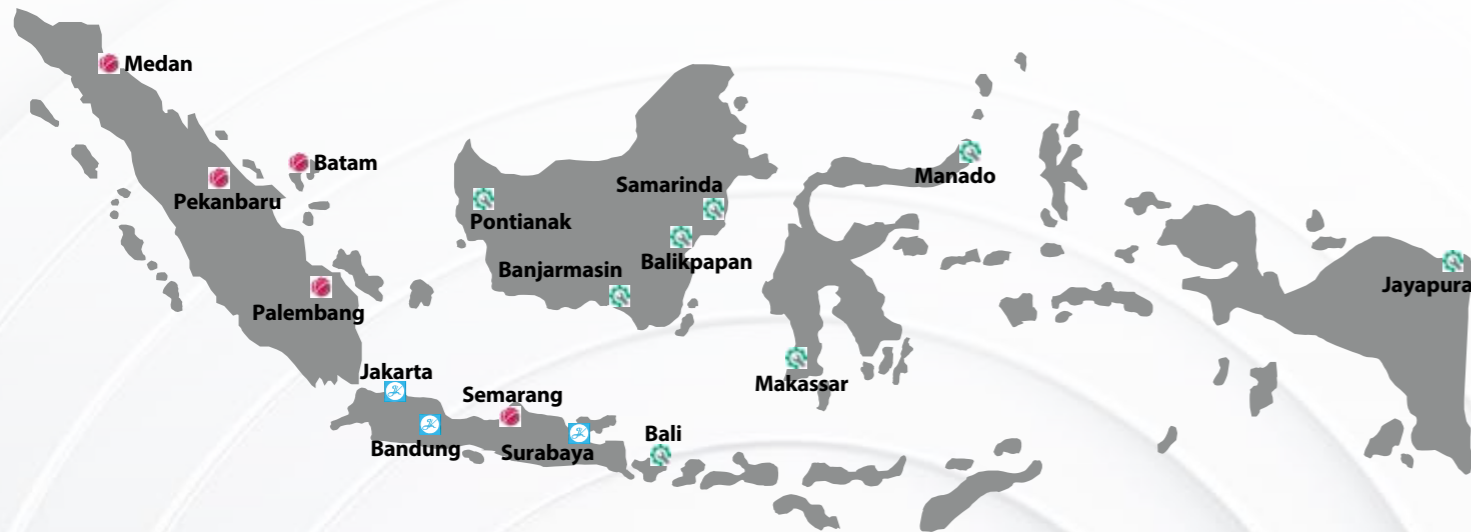 Medan
Batam
Pekanbaru
Palembang
Pontianak
Samarinda
Balikpapan
Banjarmasin
Manado
Makassar
Jayapura
Jakarta
Bandung
Semarang
Surabaya
Bali